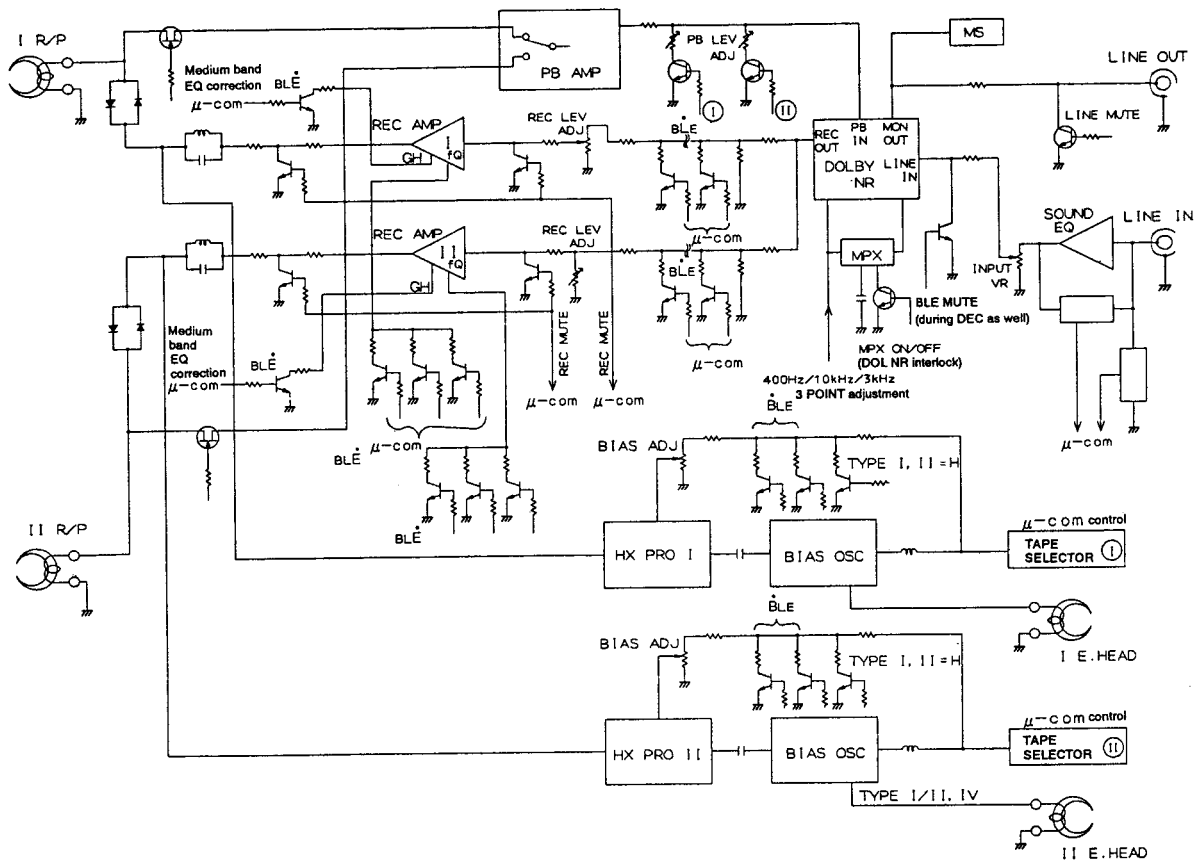 I R/P
Medium band
EQ correction
μ-com
BLE
PB AMP
PB LEV
ADJ
I
II
MS
LINE OUT
LINE MUTE
REC AMP
I
fQ
GH
REC LEV
ADJ
BLE
μ-com
REC
OUT
PB
IN
MON
OUT
DOLBY
NR
LINE
IN
SOUND
EQ
LINE IN
INPUT
VR
MPX
BLE MUTE
(during DEC as well)
MPX ON/OFF
(DOL NR interlock)
400Hz/10kHz/3kHz
3 POINT adjustment
μ-com
REC AMP
II
fQ
GH
REC LEV
ADJ
BLE
μ-com
REC MUTE
μ-com
REC MUTE
μ-com
Medium
band
EQ
correction
μ-com
BLE
BLE
μ-com
BLE
II R/P
BLE
BIAS ADJ
TYPE I, II=H
HX PRO I
BIAS OSC
μ-com control
TAPE
SELECTOR I
I E.HEAD
BLE
BIAS ADJ
TYPE I, II=H
HX PRO II
BIAS OSC
μ-com control
TAPE
SELECTOR II
TYPE I/II, IV
II E.HEAD